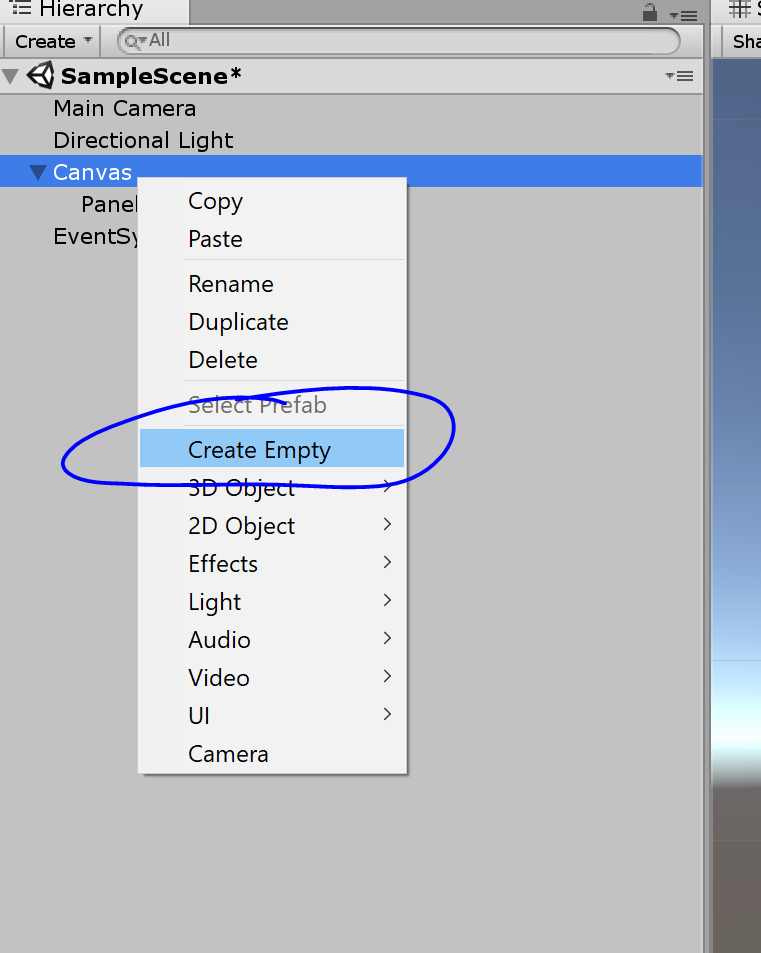 Hierarchy
Create
All
Sha
SampleScene*
Main Camera
Directional Light
Canvas
Panel
EventSy
Copy
Paste
Rename
Duplicate
Delete
Select Prefab
Create Empty
3D Object
2D Object
Effects
Light
Audio
Video
UI
Camera